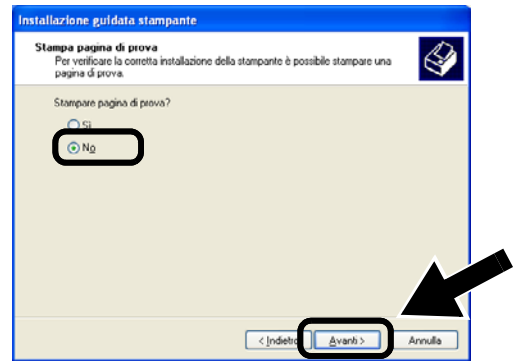 Installazione guidata stampante
Stampa pagina di prova
Per verificare la corretta installazione della stampante è possibile stampare una
pagina di prova.
Stampare pagina di prova?
Sì
No
< Indietro
Avanti >
Annulla